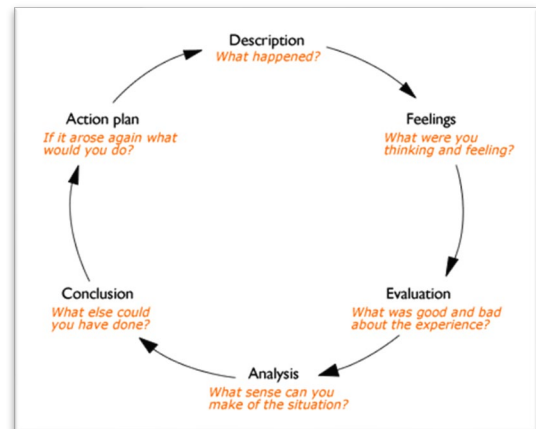 Description
What happened?
Feelings
What were you
thinking and feeling?
Evaluation
What was good and bad
about the experience?
Analysis
What sense can you
make of the situation?
Conclusion
What else could
you have done?
Action plan
If it arose again what
would you do?